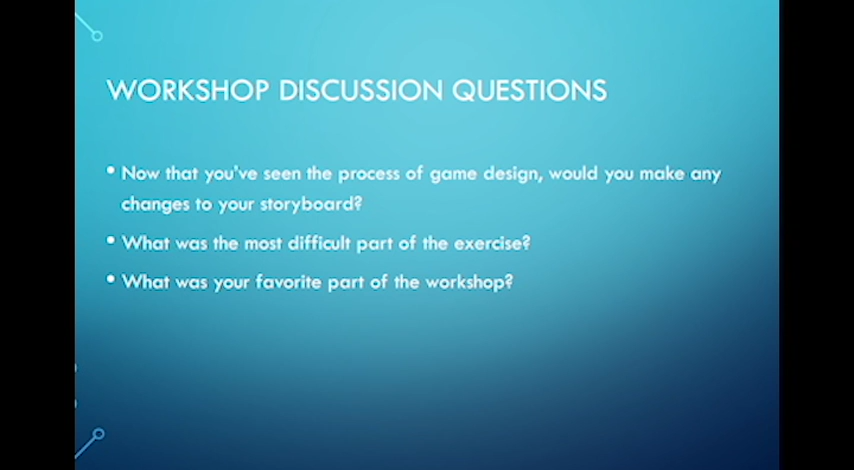 WORKSHOP DISCUSSION QUESTIONS
• Now that you've seen the process of game design, would you make any
changes to your storyboard?
• What was the most difficult part of the exercise?
• What was your favorite part of the workshop?